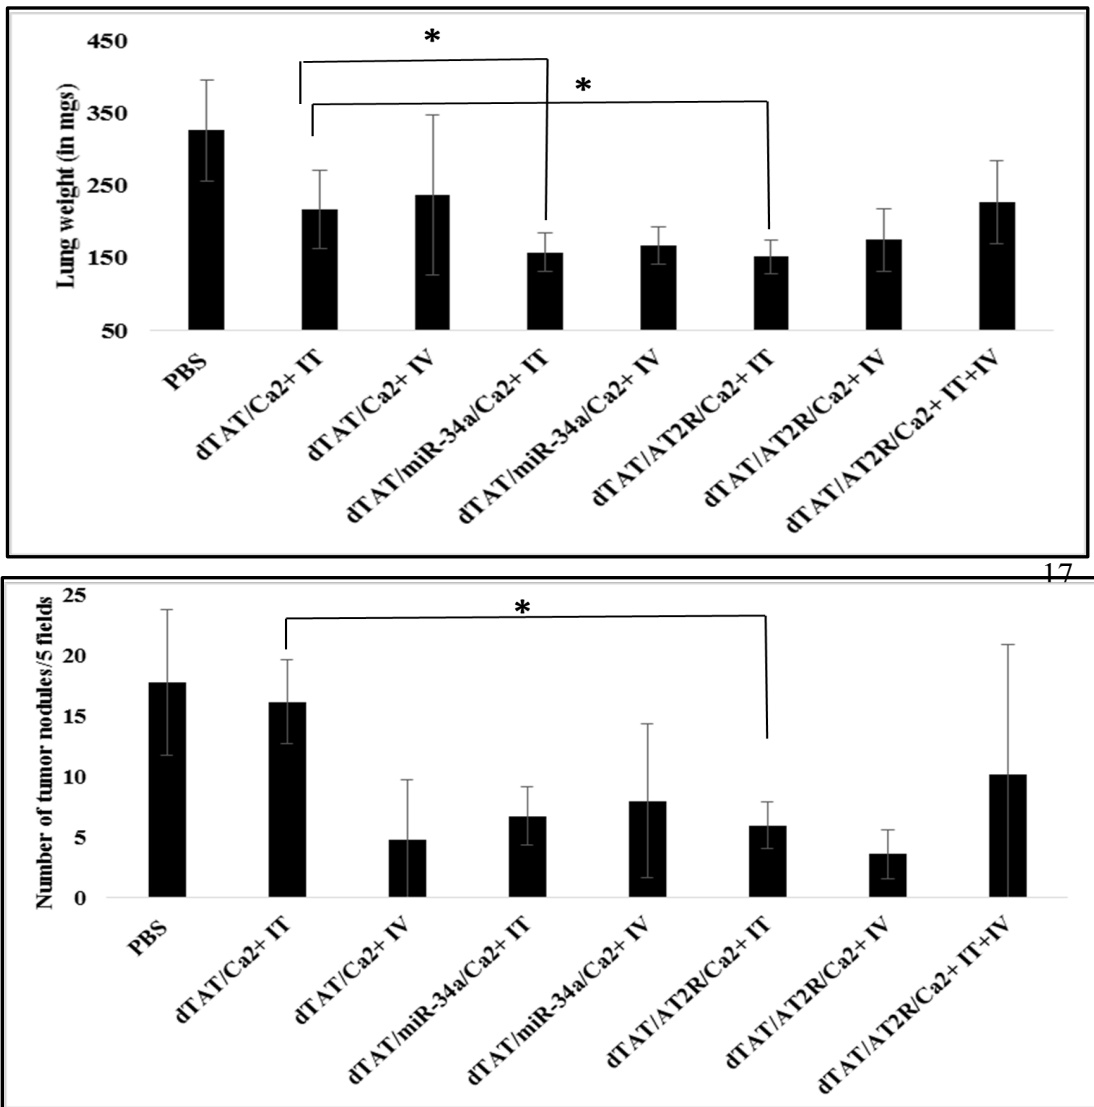 *
*
450
350
250
150
50
Lung weight (in mgs)
PBS
dTAT/Ca2+ IT
dTAT/Ca2+ IV
dTAT/miR-34a/Ca2+ IT
dTAT/miR-34a/Ca2+ IV
dTAT/AT2R/Ca2+ IT
dTAT/AT2R/Ca2+ IV
dTAT/AT2R/Ca2+ IT+IV
17
*
25
20
15
10
5
0
Number of tumor nodules/5 fields
PBS
dTAT/Ca2+ IT
dTAT/Ca2+ IV
dTAT/miR-34a/Ca2+ IT
dTAT/miR-34a/Ca2+ IV
dTAT/AT2R/Ca2+ IT
dTAT/AT2R/Ca2+ IV
dTAT/AT2R/Ca2+ IT+IV